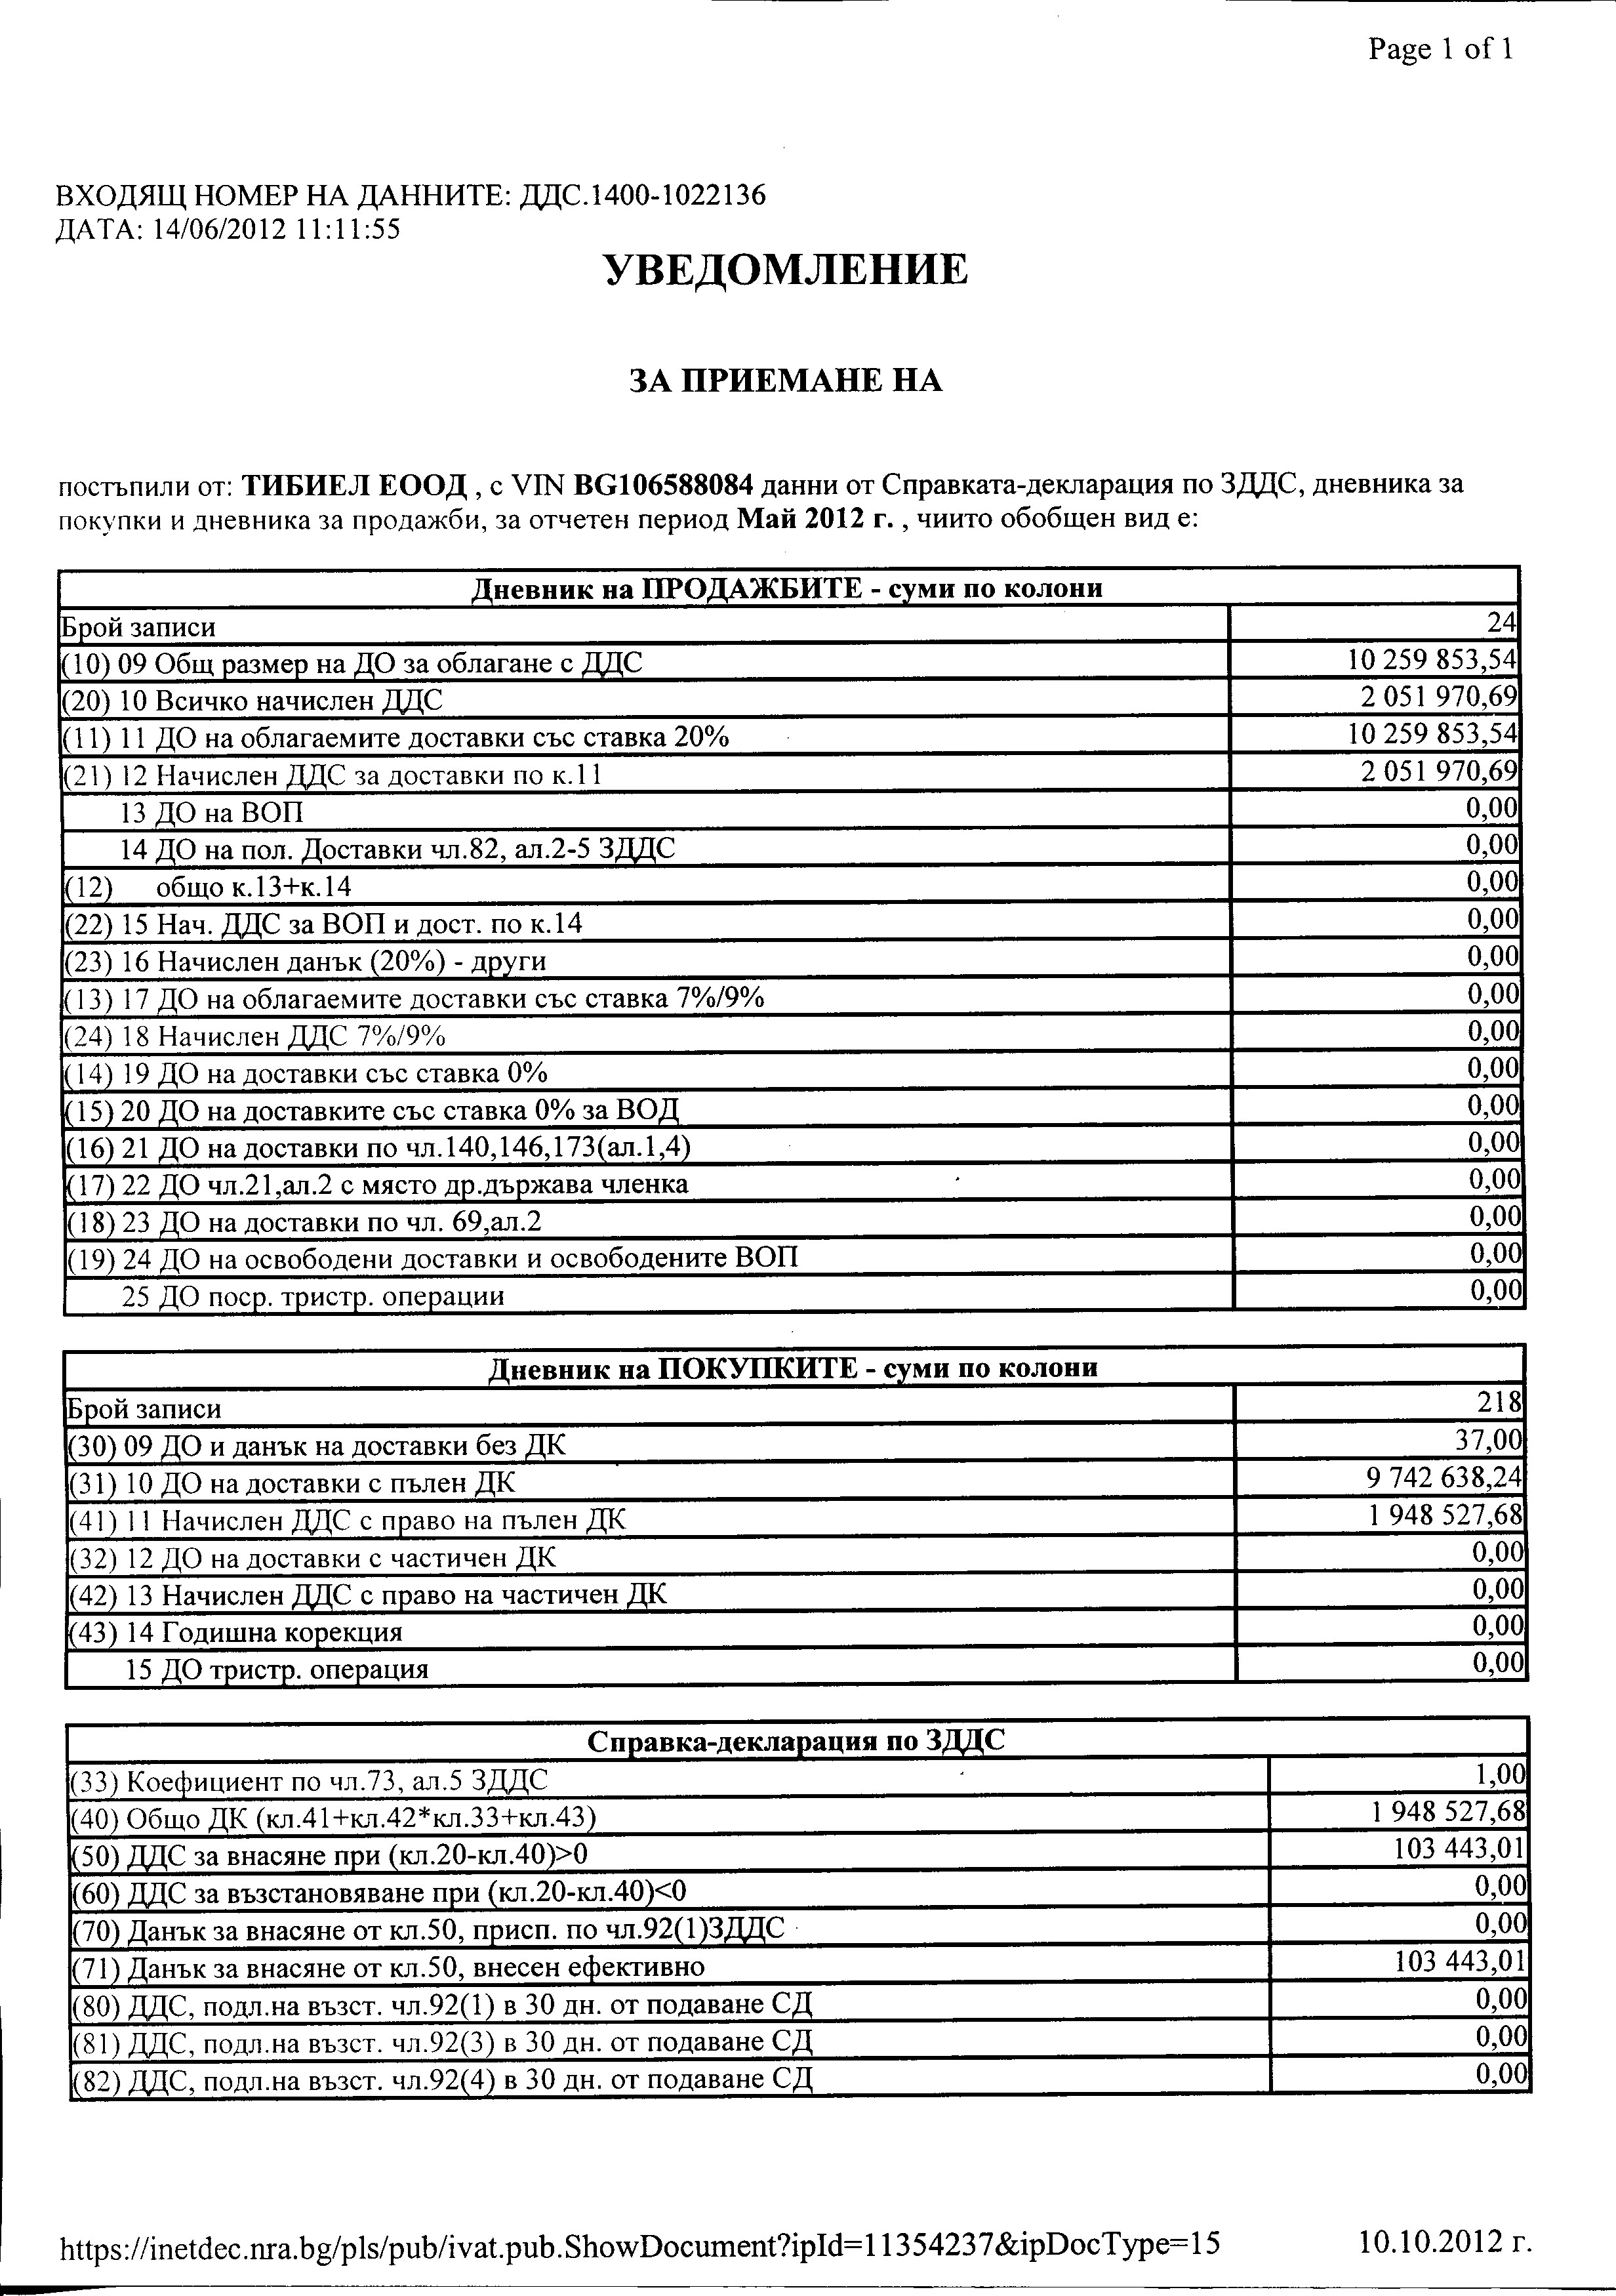 Page 1 of 1
ВХОДЯЩ НОМЕР НА ДАННИТЕ: ДДС.1400-1022136
ДАТА: 14/06/2012 11:11:55
УВЕДОМЛЕНИЕ
ЗА ПРИЕМАНЕ НА
постъпили от: ТИБИЕЛ ЕООД , с VIN BG106588084 данни от Справката-декларация по ЗДДС, дневника за
покупки и дневника за продажби, за отчетен период Май 2012 г. , чиито обобщен вид е:
Дневник на ПРОДАЖБИТЕ - суми по колони
Брой записи 24
(10) 09 Общ размер на ДО за облагане с ДДС 10 259 853,54
(20) 10 Всичко начислен ДДС 2 051 970,69
(11) 11 ДО на облагаемите доставки със ставка 20% 10 259 853,54
(21) 12 Начислен ДДС за доставки по к.11 2 051 970,69
13 ДО на ВОП 0,00
14 ДО на пол. Доставки чл.82, ал.2-5 ЗДДС 0,00
(12) общо к.13+к.14 0,00
(22) 15 Нач. ДДС за ВОП и дост. по к.14 0,00
(23) 16 Начислен данък (20%) - други 0,00
(13) 17 ДО на облагаемите доставки със ставка 7%/9% 0,00
(24) 18 Начислен ДДС 7%/9% 0,00
(14) 19 ДО на доставки със ставка 0% 0,00
(15) 20 ДО на доставките със ставка 0% за ВОД 0,00
(16) 21 ДО на доставки по чл.140,146,173(ал.1,4) 0,00
(17) 22 ДО чл.21,ал.2 с място др.държава членка 0,00
(18) 23 ДО на доставки по чл. 69,ал.2 0,00
(19) 24 ДО на освободени доставки и освободените ВОП 0,00
25 ДО поср. тристр. операции 0,00
Дневник на ПОКУПКИТЕ - суми по колони
Брой записи 218
(30) 09 ДО и данък на доставки без ДК 37,00
(31) 10 ДО на доставки с пълен ДК 9 742 638,24
(41) 11 Начислен ДДС с право на пълен ДК 1 948 527,68
(32) 12 ДО на доставки с частичен ДК 0,00
(42) 13 Начислен ДДС с право на частичен ДК 0,00
(43) 14 Годишна корекция 0,00
15 ДО тристр. операция 0,00
Справка-декларация по ЗДДС
(33) Коефициент по чл.73, ал.5 ЗДДС 1,00
(40) Общо ДК (кл.41+кл.42*кл.33+кл.43) 1 948 527,68
(50) ДДС за внасяне при (кл.20-кл.40)>0 103 443,01
(60) ДДС за възстановяване при (кл.20-кл.40)<0 0,00
(70) Данък за внасяне от кл.50, присп. по чл.92(1)ЗДДС 0,00
(71) Данък за внасяне от кл.50, внесен ефективно 103 443,01
(80) ДДС, подл.на възст. чл.92(1) в 30 дн. от подаване СД 0,00
(81) ДДС, подл.на възст. чл.92(3) в 30 дн. от подаване СД 0,00
(82) ДДС, подл.на възст. чл.92(4) в 30 дн. от подаване СД 0,00
https://inetdec.nra.bg/pls/pub/ivat.pub.ShowDocument?ipId=11354237&ipDocType=15 10.10.2012 г.